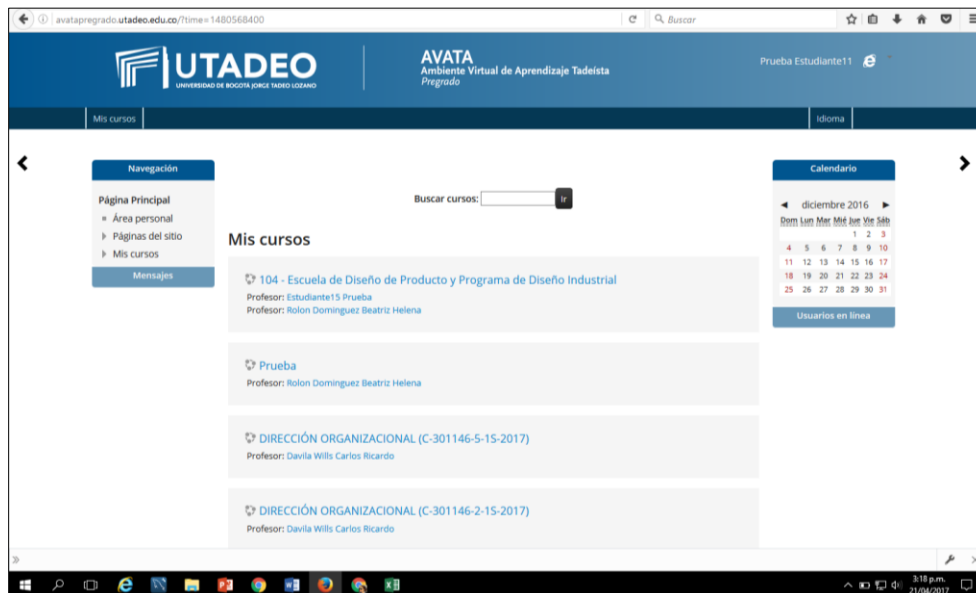 avatapregrado.utadeo.edu.co/?time=1480568400
Buscar
UTADEO
UNIVERSIDAD DE BOGOTÁ JORGE TADEO LOZANO
AVATA
Ambiente Virtual de Aprendizaje Tadeísta
Pregrado
Prueba Estudiante11
Mis cursos
Idioma
Navegación
Página Principal
Área personal
Páginas del sitio
Mis cursos
Mensajes
Buscar cursos:
Ir
Mis cursos
104 - Escuela de Diseño de Producto y Programa de Diseño Industrial
Profesor: Estudiante15 Prueba
Profesor: Rolon Dominguez Beatriz Helena
Prueba
Profesor: Rolon Dominguez Beatriz Helena
DIRECCIÓN ORGANIZACIONAL (C-301146-5-1S-2017)
Profesor: Davila Wills Carlos Ricardo
DIRECCIÓN ORGANIZACIONAL (C-301146-2-1S-2017)
Profesor: Davila Wills Carlos Ricardo
Calendario
diciembre 2016
Dom Lun Mar Mié Jue Vie Sáb
1 2 3
4 5 6 7 8 9 10
11 12 13 14 15 16 17
18 19 20 21 22 23 24
25 26 27 28 29 30 31
Usuarios en línea
3:18 p.m.
21/04/2017